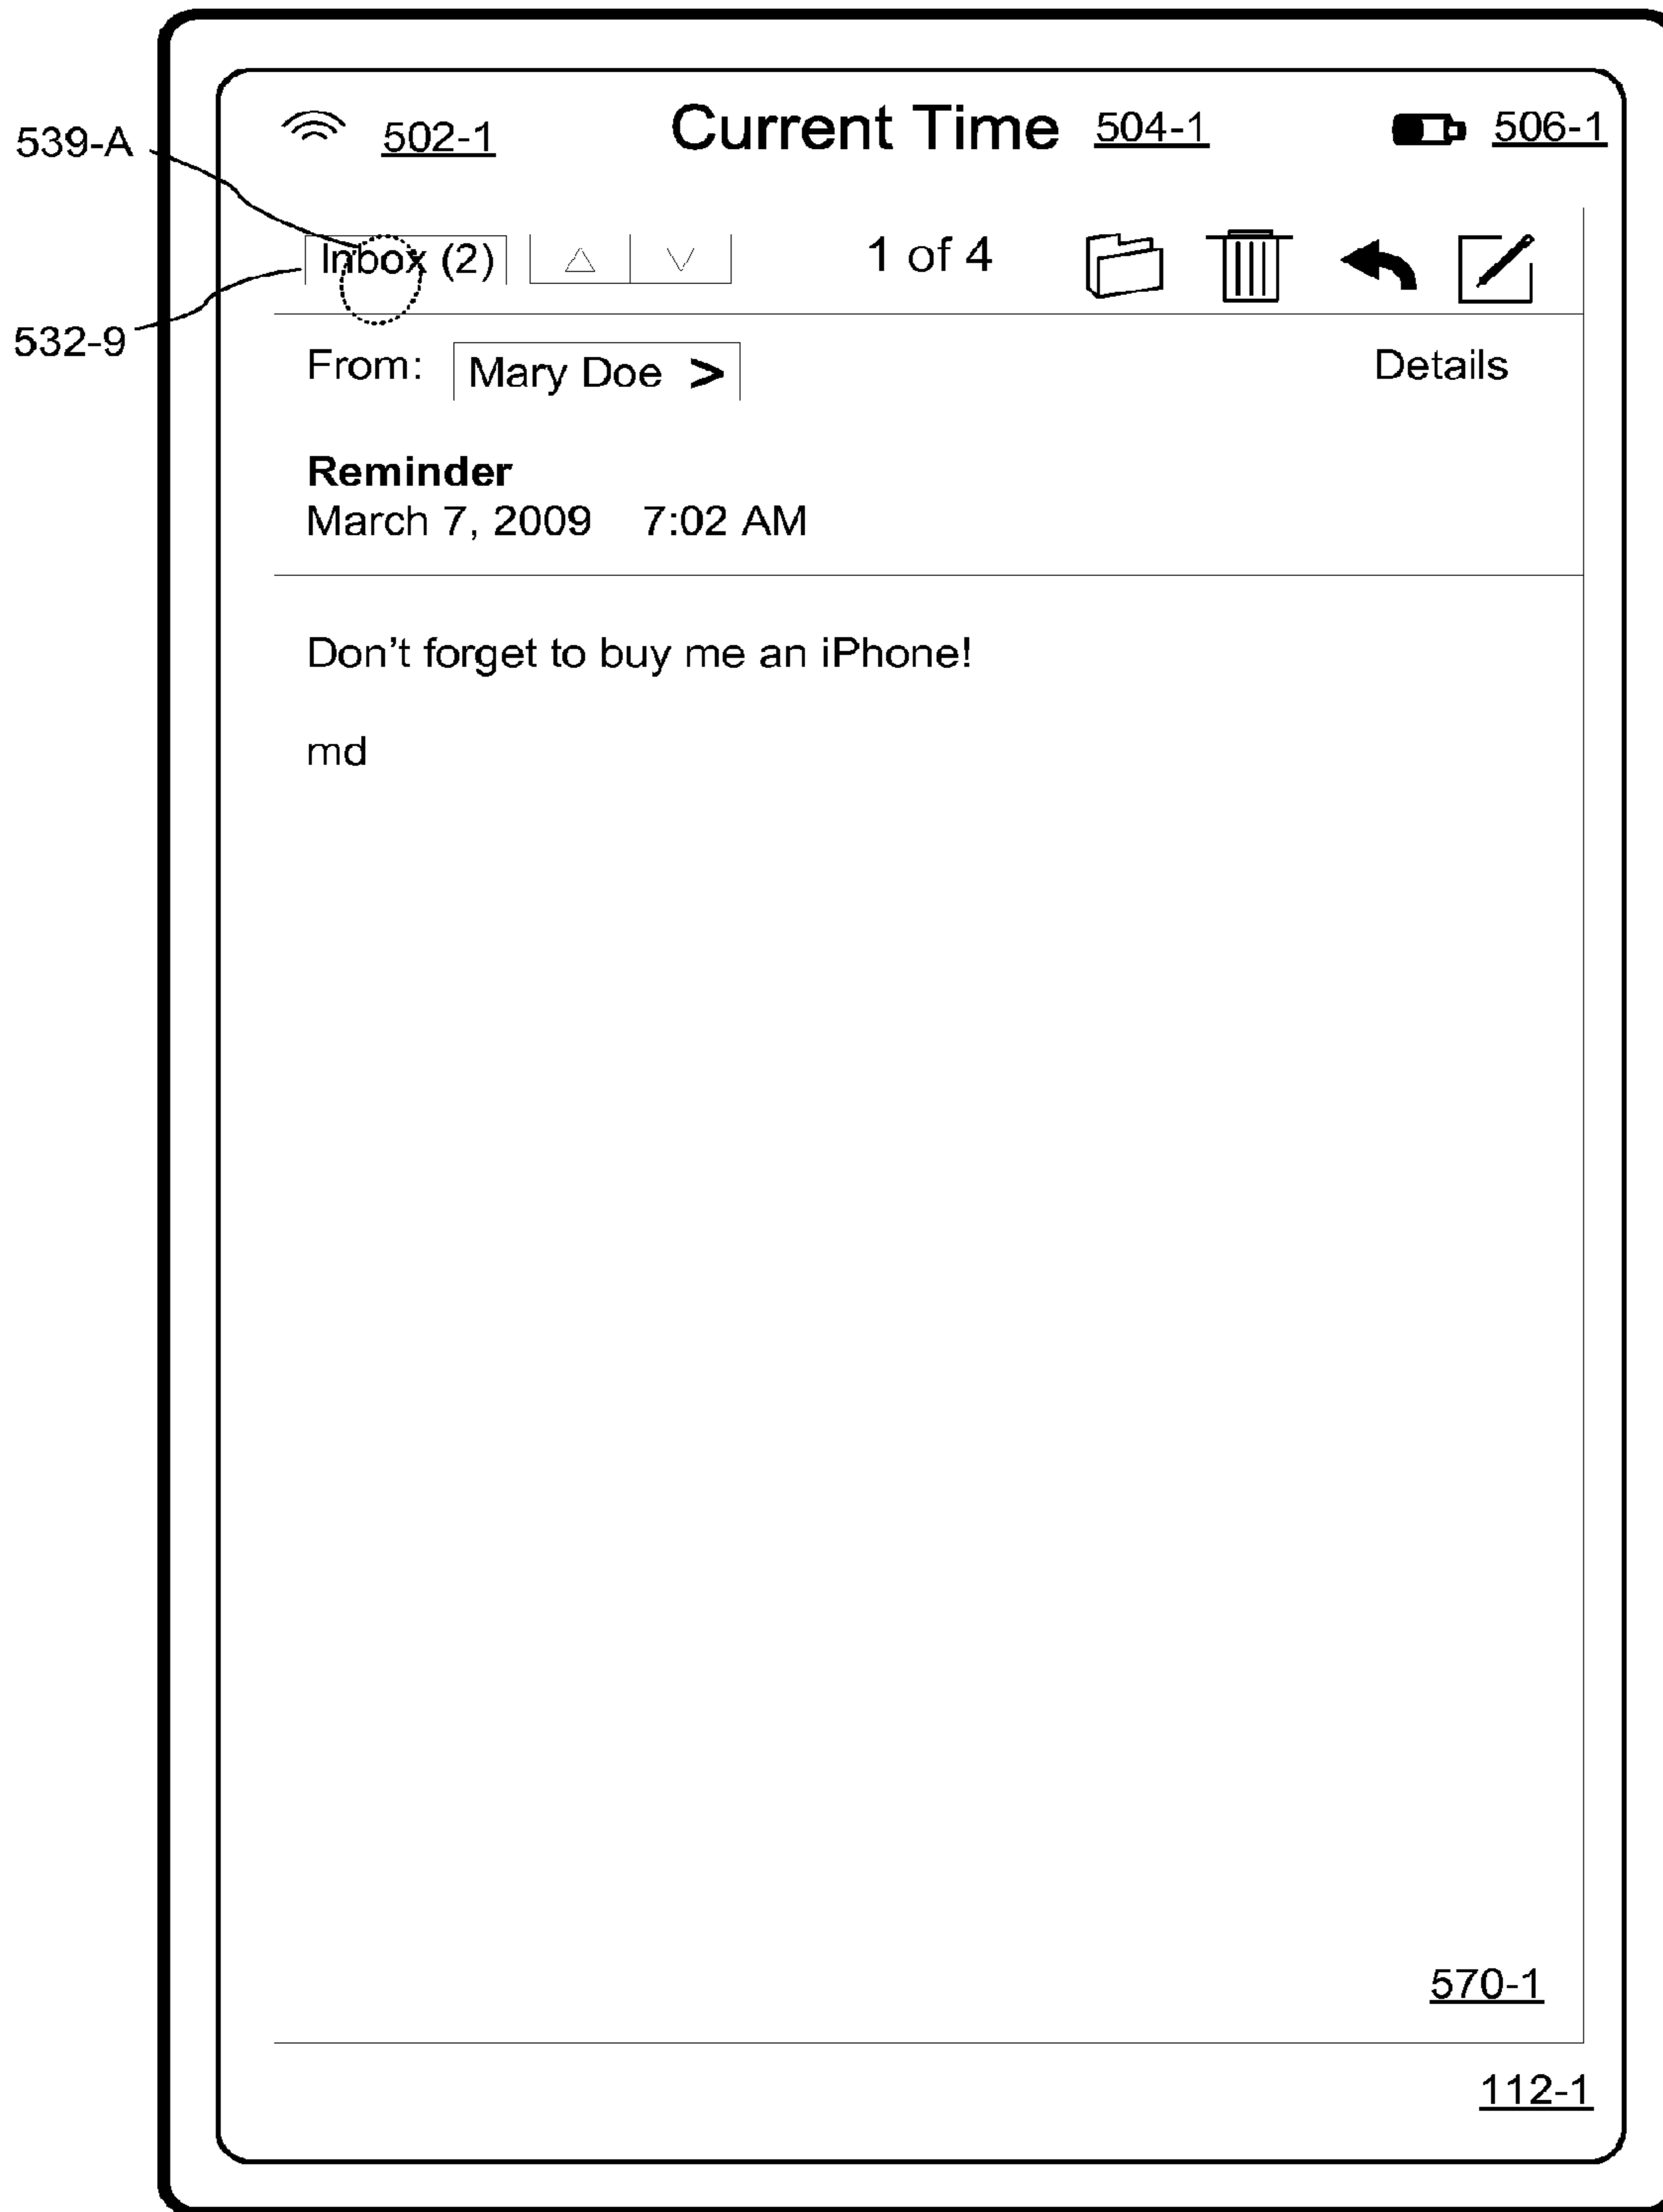 502-1 Current Time 504-1 506-1
539-A
Inbox (2) 1 of 4
532-9
From: Mary Doe > Details
Reminder
March 7, 2009 7:02 AM
Don't forget to buy me an iPhone!
md
570-1
112-1